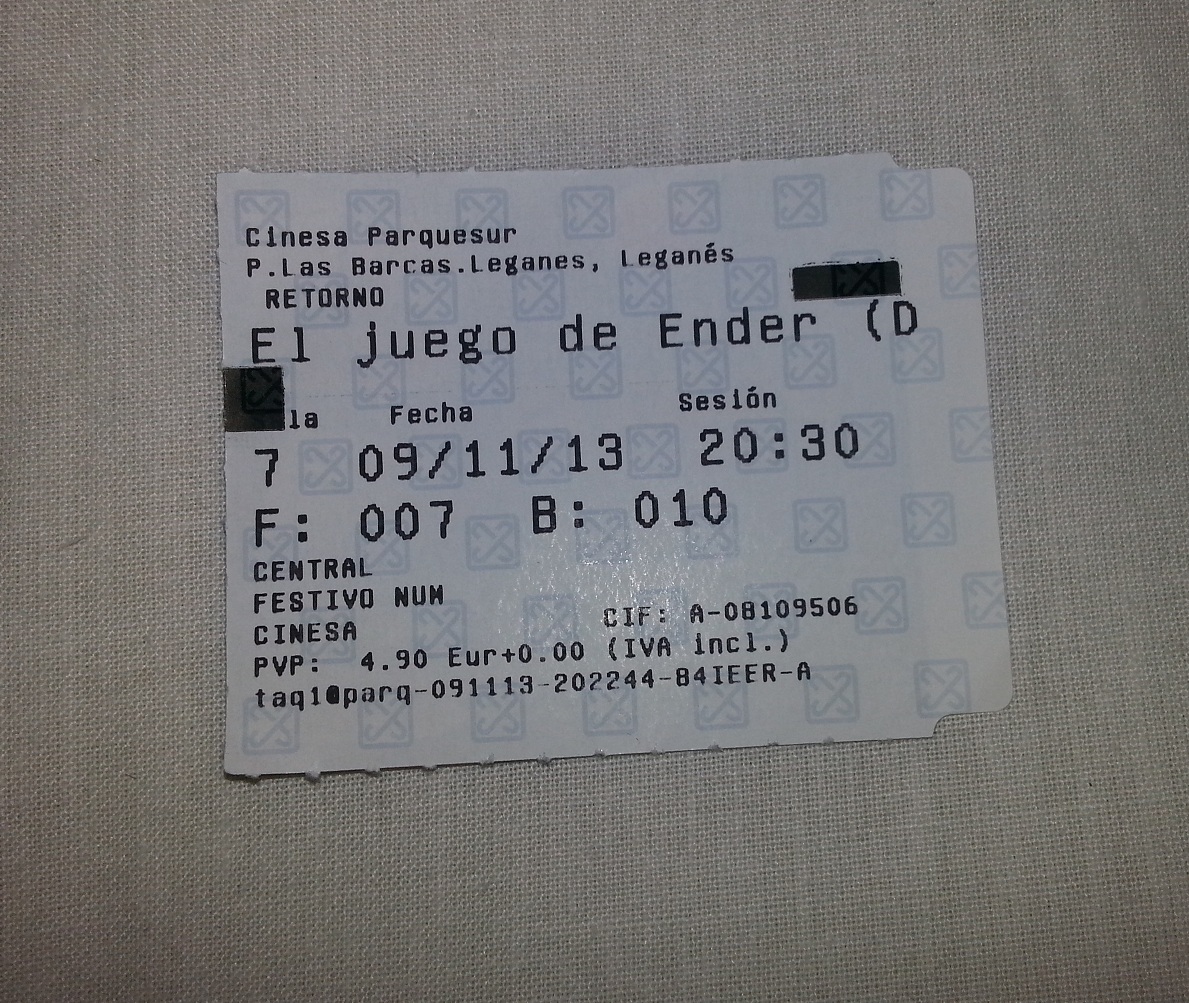 Cinesa Parquesur
P.Las Barcas.Leganes, Leganés
RETORNO
El juego de Ender (D
la Fecha Sesión
7 09/11/13 20:30
F: 007 B: 010
CENTRAL
FESTIVO NUM
CINESA CIF: A-08109506
PVP: 4.90 Eur+0.00 (IVA incl.)
taq1@parq-091113-202244-84IEER-A